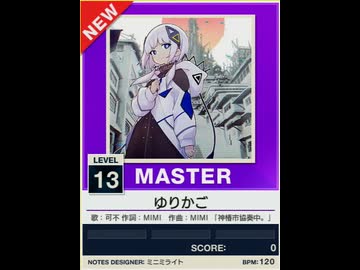 NEW
LEVEL
13
MASTER
ゆりかご
歌：可不 作詞：MIMI 作曲：MIMI 「神椿市協奏中。」
SCORE: 0
NOTES DESIGNER: ミニミライト BPM: 120